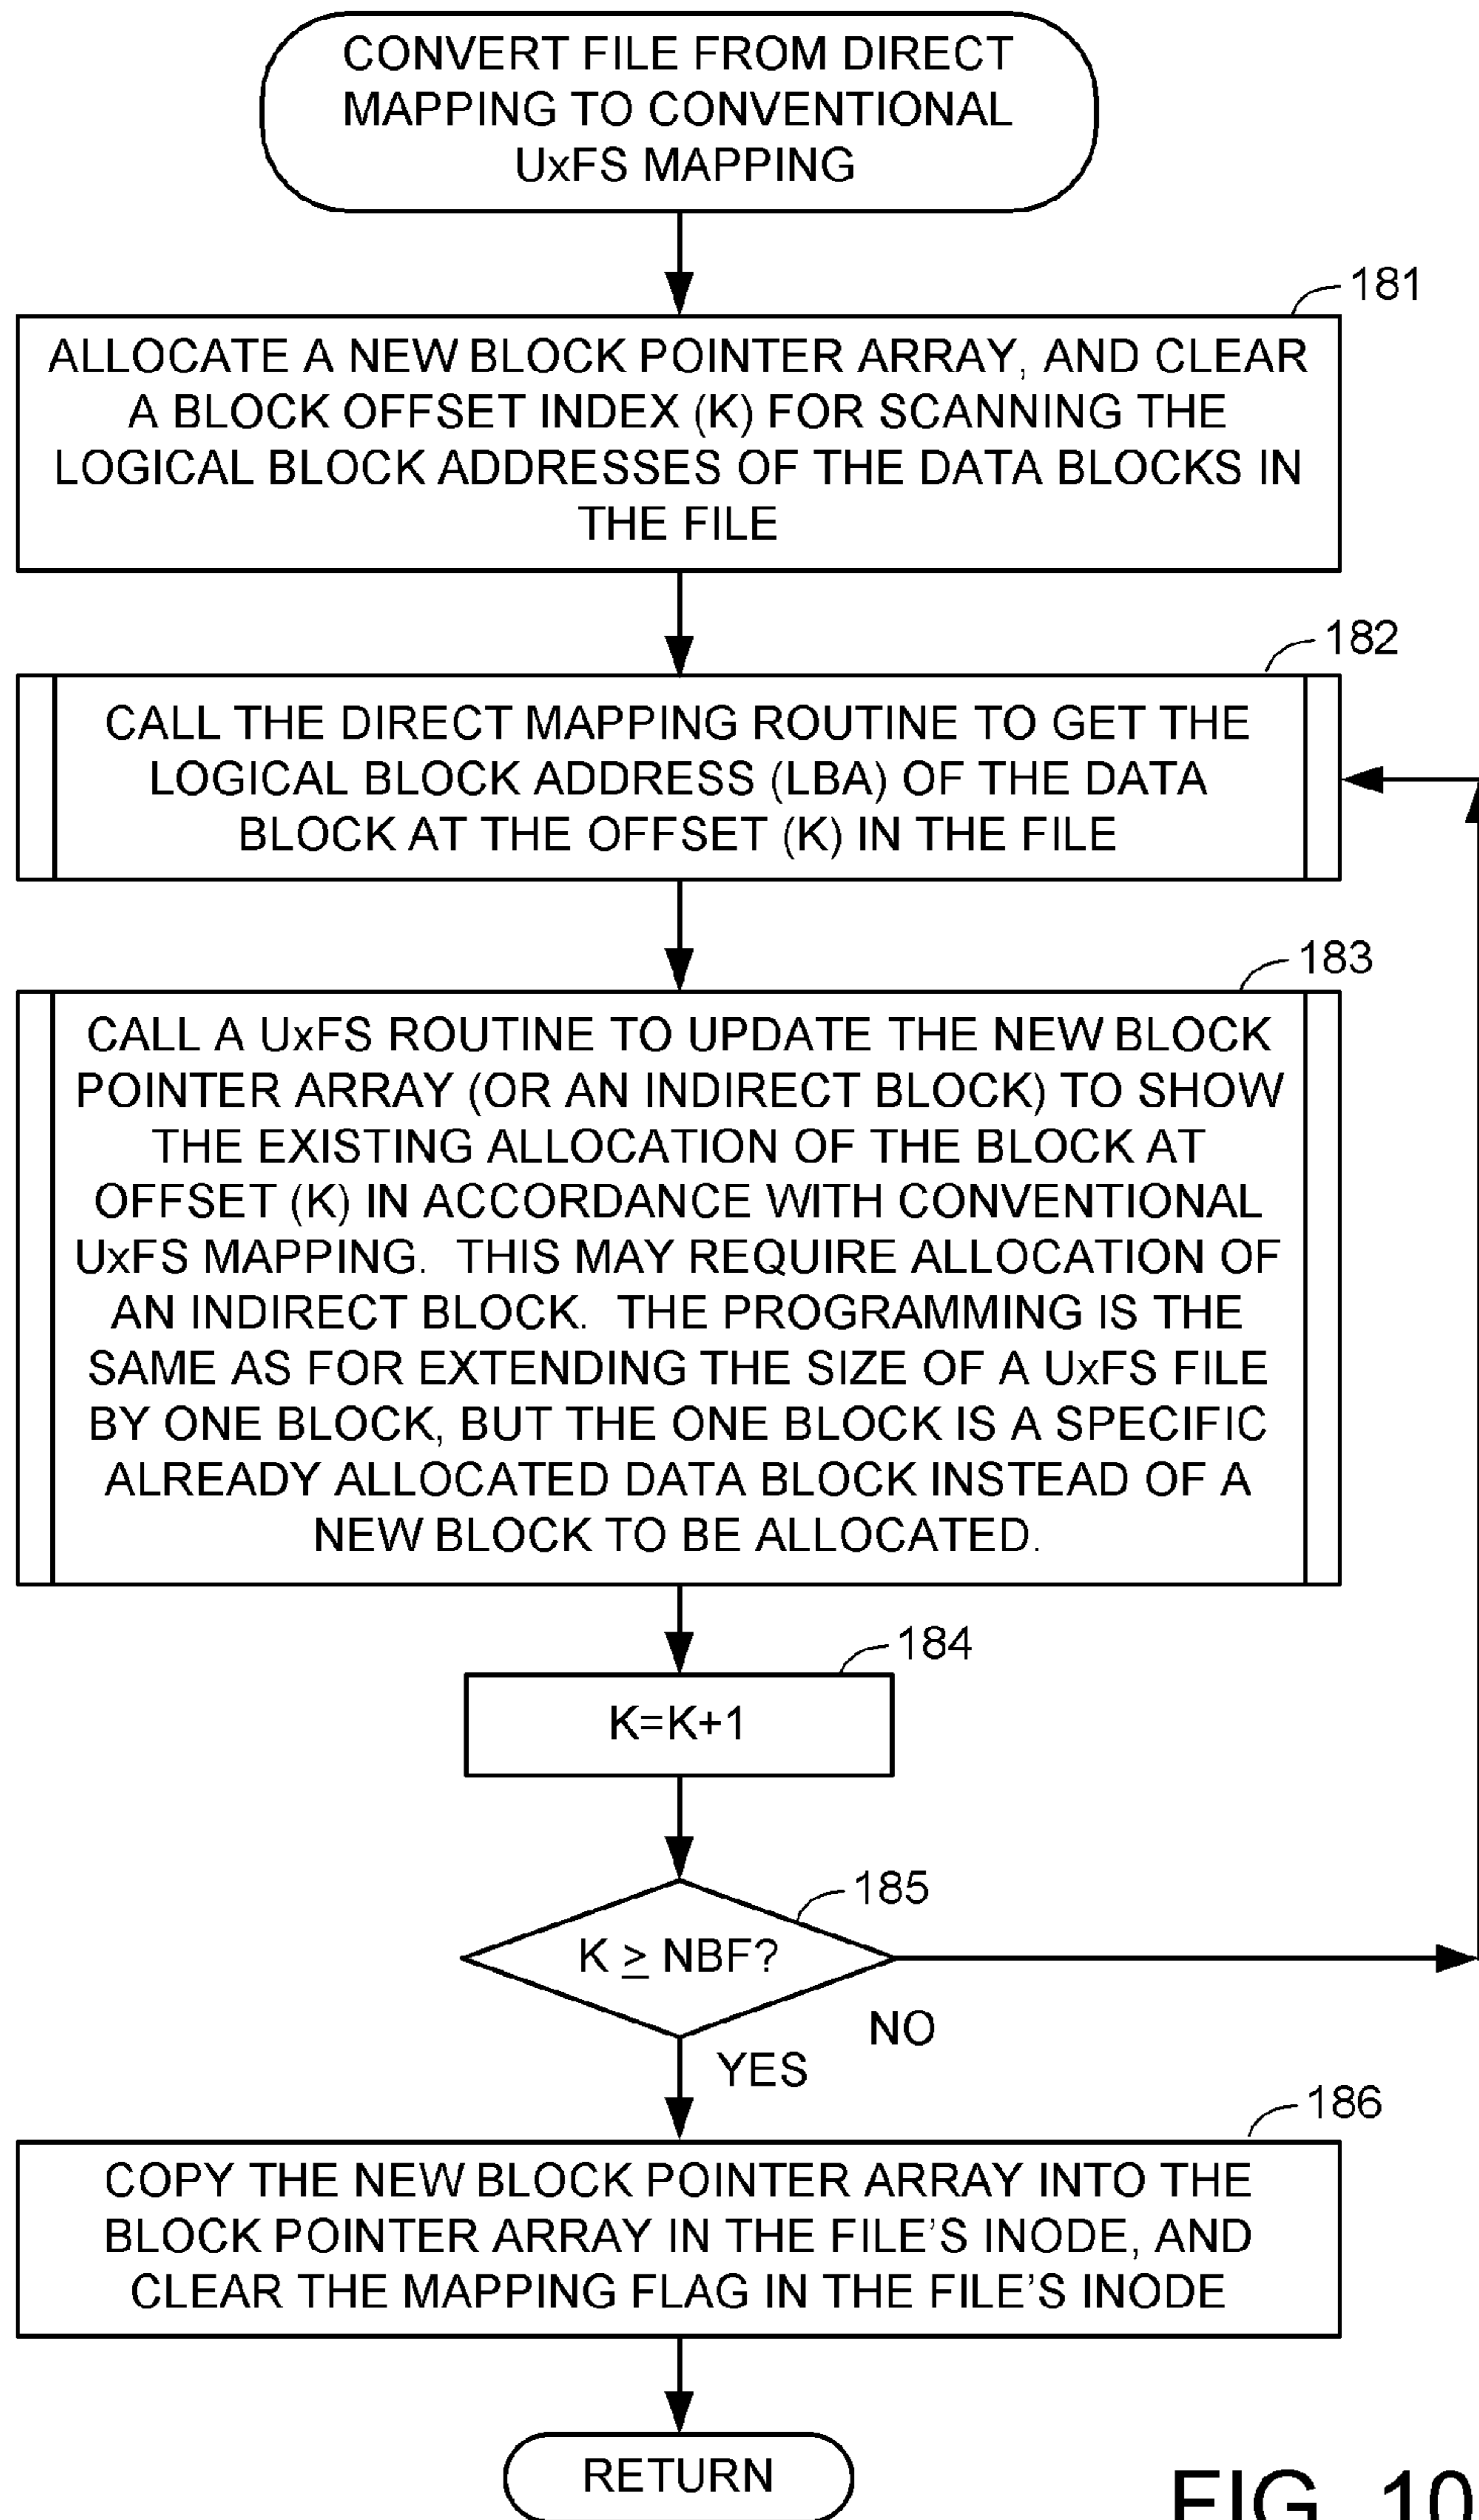 CONVERT FILE FROM DIRECT
MAPPING TO CONVENTIONAL
UxFS MAPPING
181
ALLOCATE A NEW BLOCK POINTER ARRAY, AND CLEAR
A BLOCK OFFSET INDEX (K) FOR SCANNING THE
LOGICAL BLOCK ADDRESSES OF THE DATA BLOCKS IN
THE FILE
182
CALL THE DIRECT MAPPING ROUTINE TO GET THE
LOGICAL BLOCK ADDRESS (LBA) OF THE DATA
BLOCK AT THE OFFSET (K) IN THE FILE
183
CALL A UxFS ROUTINE TO UPDATE THE NEW BLOCK
POINTER ARRAY (OR AN INDIRECT BLOCK) TO SHOW
THE EXISTING ALLOCATION OF THE BLOCK AT
OFFSET (K) IN ACCORDANCE WITH CONVENTIONAL
UxFS MAPPING. THIS MAY REQUIRE ALLOCATION OF
AN INDIRECT BLOCK. THE PROGRAMMING IS THE
SAME AS FOR EXTENDING THE SIZE OF A UxFS FILE
BY ONE BLOCK, BUT THE ONE BLOCK IS A SPECIFIC
ALREADY ALLOCATED DATA BLOCK INSTEAD OF A
NEW BLOCK TO BE ALLOCATED.
184
K=K+1
185
K ≥ NBF?
NO
YES
186
COPY THE NEW BLOCK POINTER ARRAY INTO THE
BLOCK POINTER ARRAY IN THE FILE'S INODE, AND
CLEAR THE MAPPING FLAG IN THE FILE'S INODE
RETURN
FIG. 10